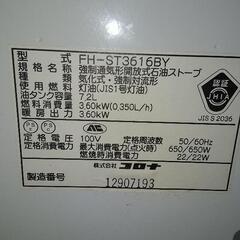 型式 FH-ST3616BY
規格名称 強制通気形開放式石油ストーブ
種類 気化式・強制対流形
使用燃料 灯油(JIS1号灯油)
油タンク容量 7.2L
燃料消費量 3.60kW(0.350L/h)
暖房出力 3.60kW
JIS S 2036
定格電圧 100V 定格周波数 50/60Hz
定格消費電力 最大消費電力(点火時) 650/650W
燃焼時消費電力 22/22W
株式会社コロナ
製造番号 12907193